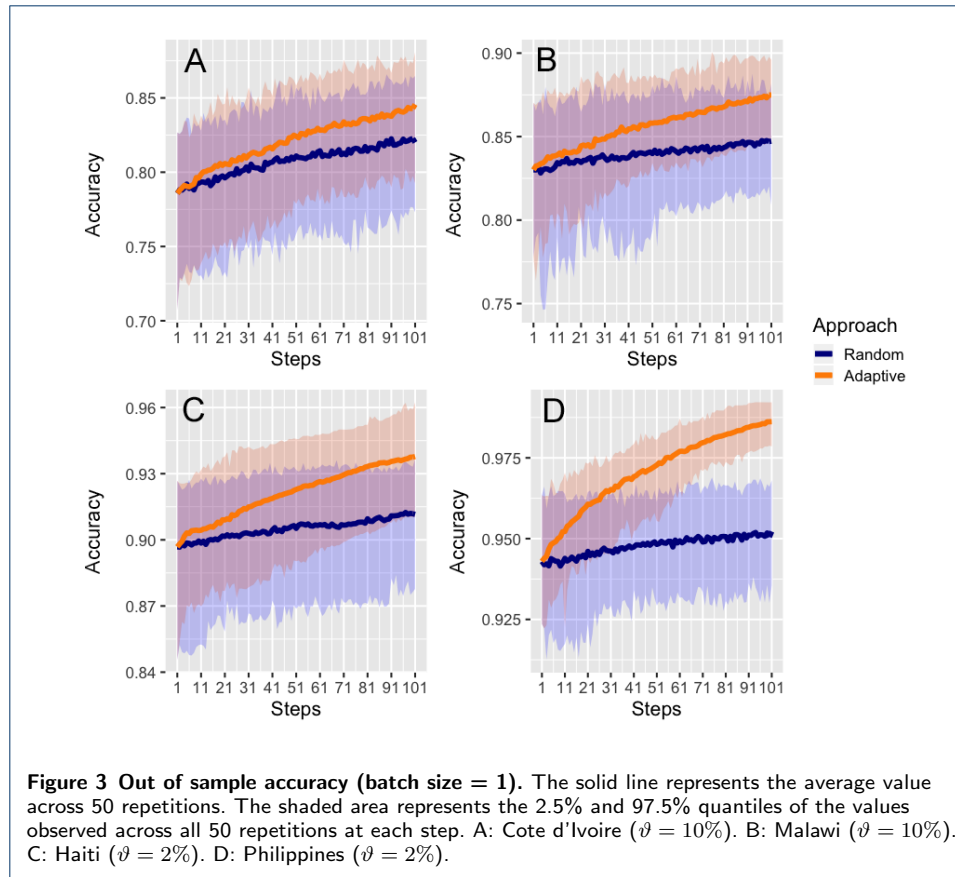 A
Accuracy
0.85
0.80
0.75
0.70
1 11 21 31 41 51 61 71 81 91 101
Steps
B
Accuracy
0.90
0.85
0.80
0.75
1 11 21 31 41 51 61 71 81 91 101
Steps
Approach
Random
Adaptive
C
Accuracy
0.96
0.93
0.90
0.87
0.84
1 11 21 31 41 51 61 71 81 91 101
Steps
D
Accuracy
0.975
0.950
0.925
1 11 21 31 41 51 61 71 81 91 101
Steps
Figure 3 Out of sample accuracy (batch size = 1). The solid line represents the average value
across 50 repetitions. The shaded area represents the 2.5% and 97.5% quantiles of the values
observed across all 50 repetitions at each step. A: Cote d'Ivoire (ϑ = 10%). B: Malawi (ϑ = 10%).
C: Haiti (ϑ = 2%). D: Philippines (ϑ = 2%).